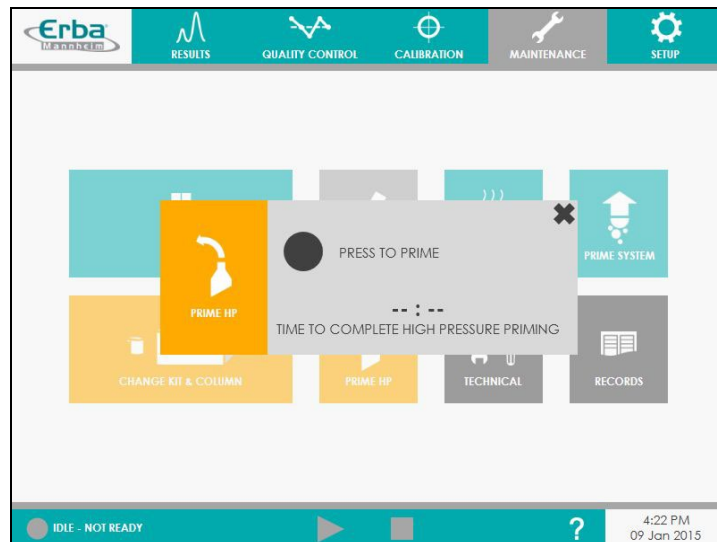 Erba
Mannheim
RESULTS
QUALITY CONTROL
CALIBRATION
MAINTENANCE
SETUP
PRIME HP
PRESS TO PRIME
-- : --
TIME TO COMPLETE HIGH PRESSURE PRIMING
PRIME SYSTEM
CHANGE KIT & COLUMN
PRIME HP
TECHNICAL
RECORDS
IDLE - NOT READY
?
4:22 PM
09 Jan 2015